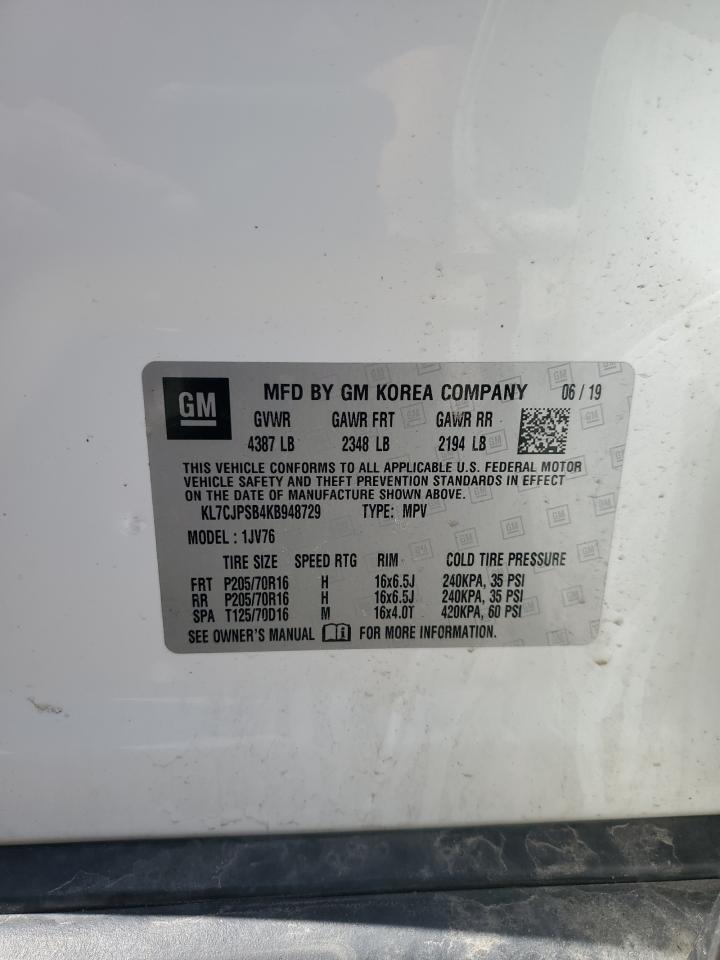 GM MFD BY GM KOREA COMPANY 06/19
GVWR GAWR FRT GAWR RR
4387 LB 2348 LB 2194 LB
THIS VEHICLE CONFORMS TO ALL APPLICABLE U.S. FEDERAL MOTOR
VEHICLE SAFETY AND THEFT PREVENTION STANDARDS IN EFFECT
ON THE DATE OF MANUFACTURE SHOWN ABOVE.
KL7CJPSB4KB948729 TYPE: MPV
MODEL : 1JV76
TIRE SIZE SPEED RTG RIM COLD TIRE PRESSURE
FRT P205/70R16 H 16x6.5J 240KPA, 35 PSI
RR P205/70R16 H 16x6.5J 240KPA, 35 PSI
SPA T125/70D16 M 16x4.0T 420KPA, 60 PSI
SEE OWNER'S MANUAL FOR MORE INFORMATION.